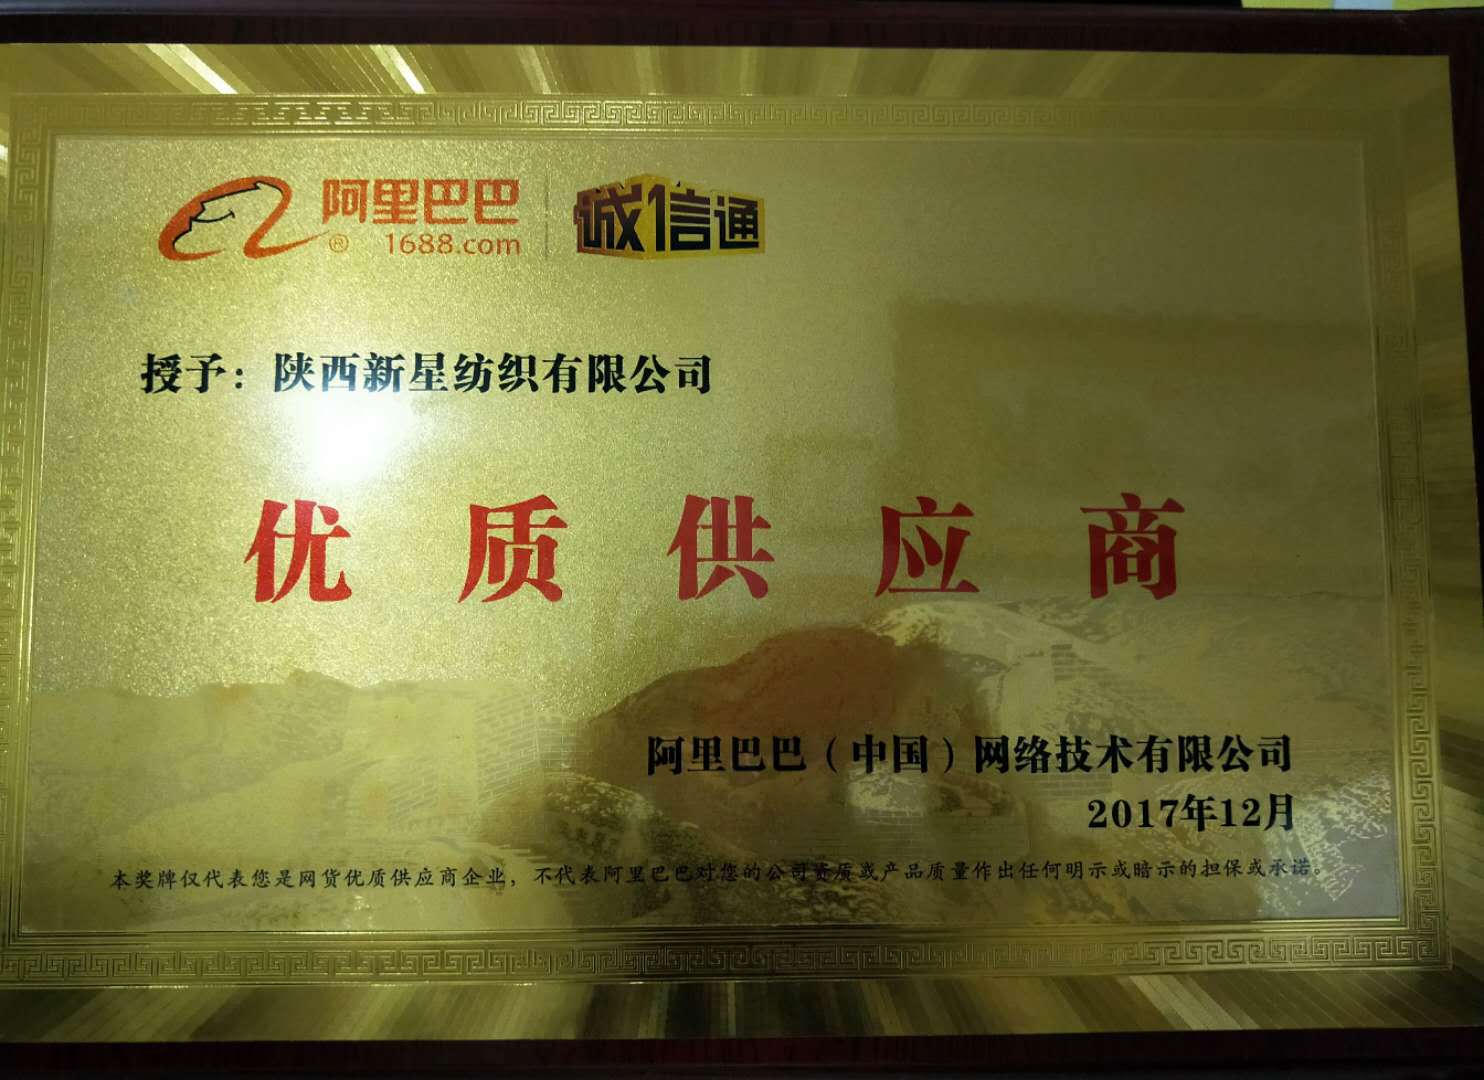 阿里巴巴 诚信通
® 1688.com
授予：陕西新星纺织有限公司
优质供应商
阿里巴巴（中国）网络技术有限公司
2017年12月
本奖牌仅代表您是网货优质供应商企业，不代表阿里巴巴对您的公司资质或产品质量作出任何明示或暗示的担保或承诺。